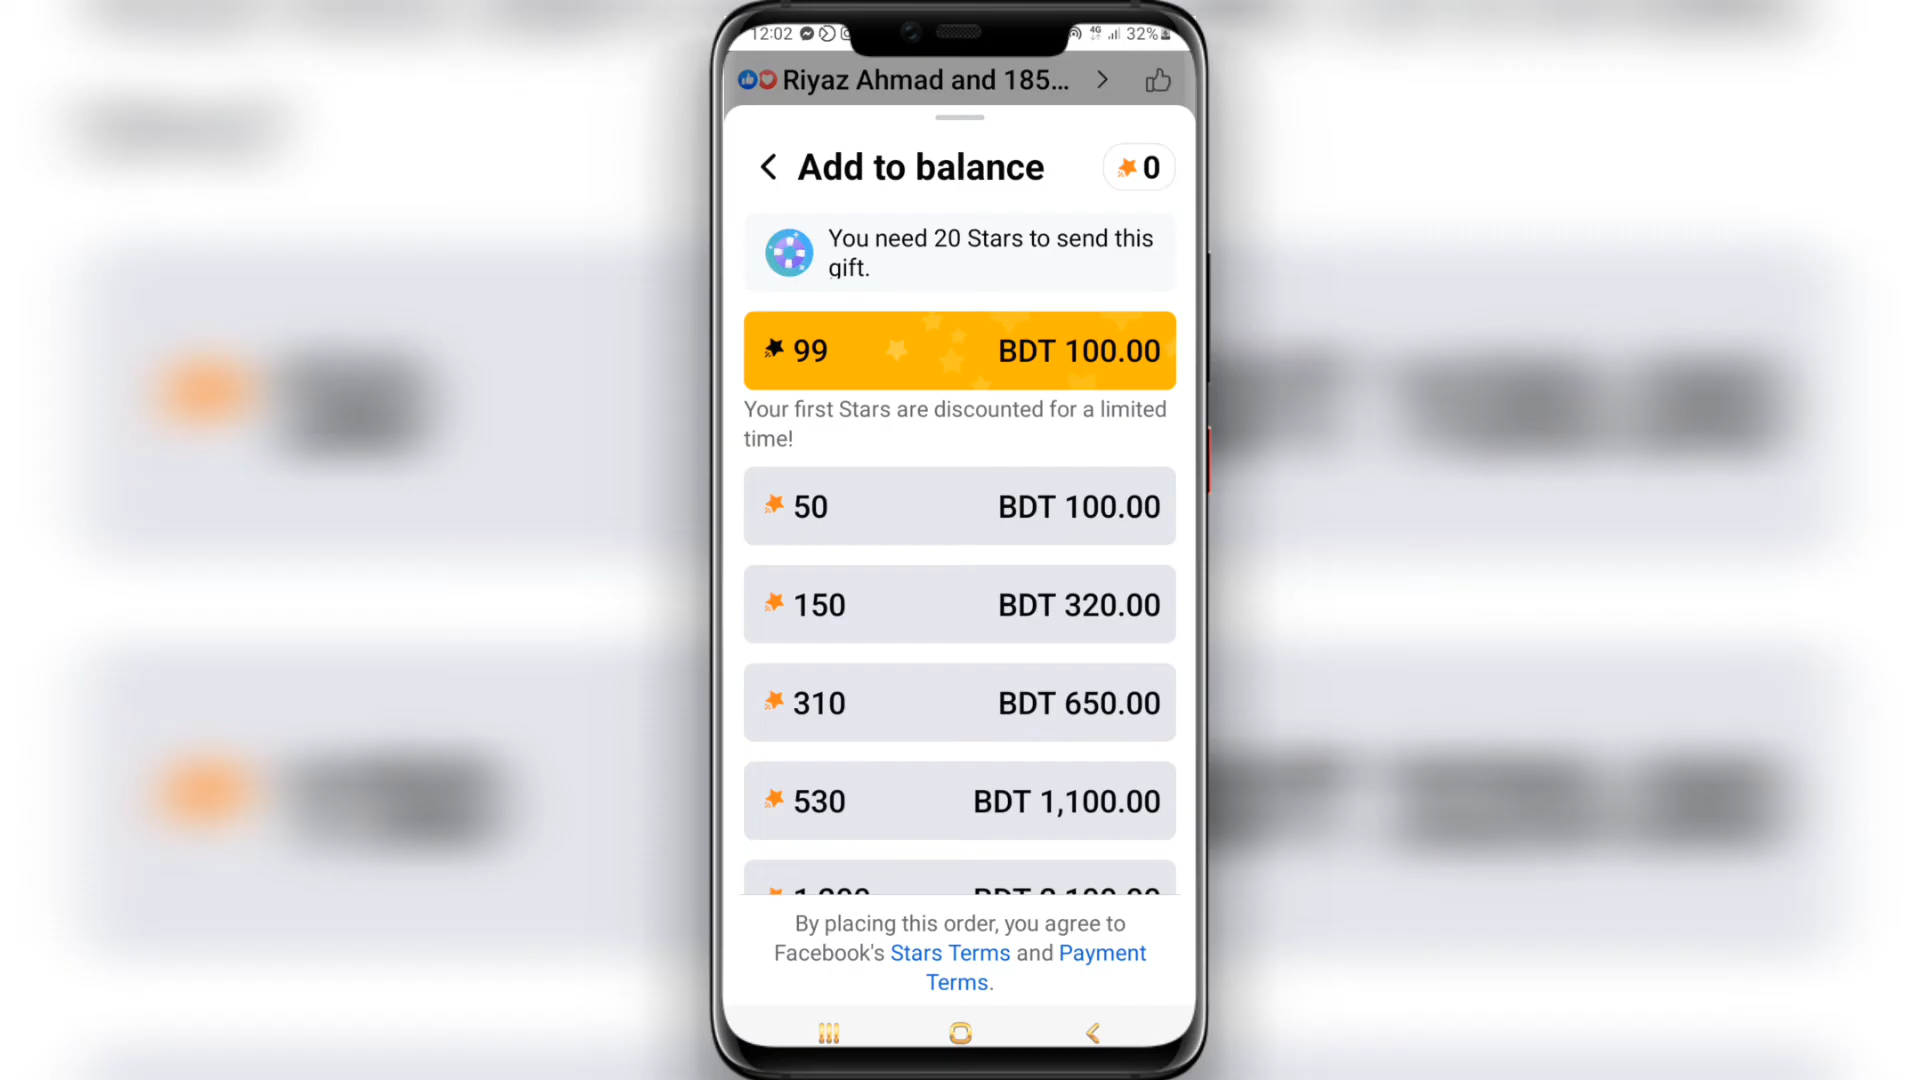 12:02
4G 32%
Riyaz Ahmad and 185...
Add to balance
0
You need 20 Stars to send this
gift.
99 BDT 100.00
Your first Stars are discounted for a limited
time!
50 BDT 100.00
150 BDT 320.00
310 BDT 650.00
530 BDT 1,100.00
BDT
By placing this order, you agree to
Facebook's Stars Terms and Payment
Terms.